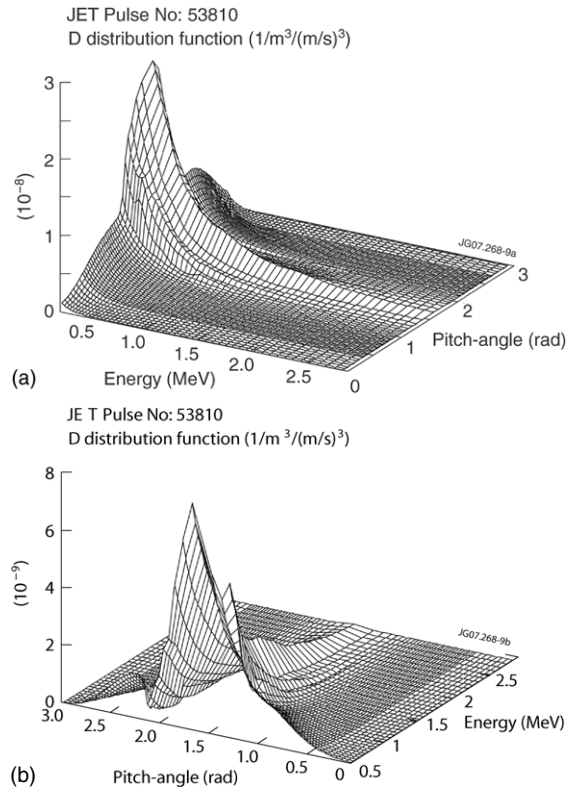 JET Pulse No: 53810
D distribution function (1/m³/(m/s)³)
3
2
1
0
(10⁻⁸)
JG07.268-9a
0.5
1.0
1.5
2.0
2.5
Energy (MeV)
0
1
2
3
Pitch-angle (rad)
(a)
JE T Pulse No: 53810
D distribution function (1/m ³/(m/s)³)
8
6
4
2
0
(10⁻⁹)
JG07.268-9b
3.0
2.5
2.0
1.5
1.0
0.5
0
Pitch-angle (rad)
0.5
1
1.5
2
2.5
Energy (MeV)
(b)